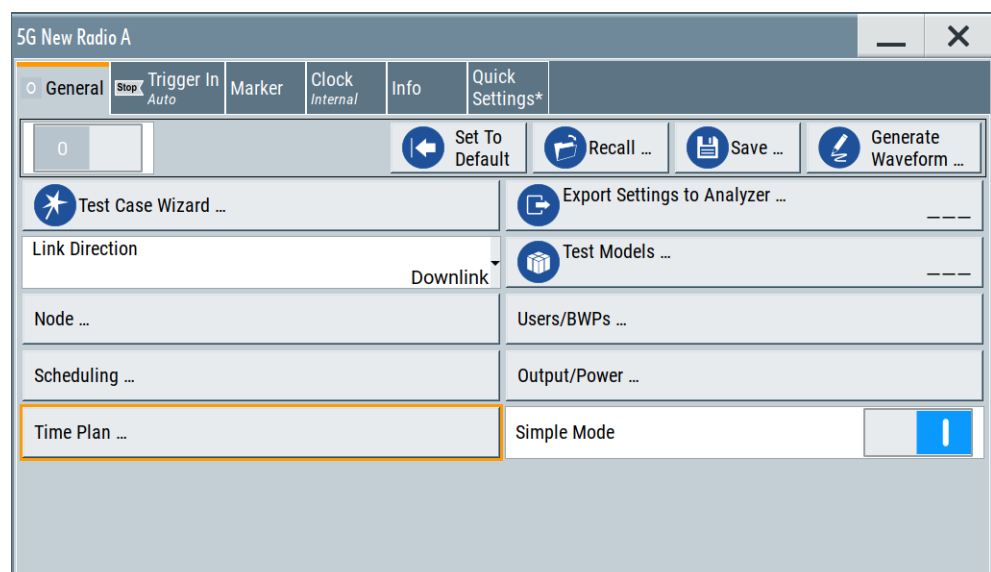 5G New Radio A
O General
Stop Trigger In
Auto
Marker
Clock
Internal
Info
Quick
Settings*
0
Set To
Default
Recall ...
Save ...
Generate
Waveform ...
Test Case Wizard ...
Export Settings to Analyzer ...
---
Link Direction
Downlink
Test Models ...
---
Node ...
Users/BWPs ...
Scheduling ...
Output/Power ...
Time Plan ...
Simple Mode